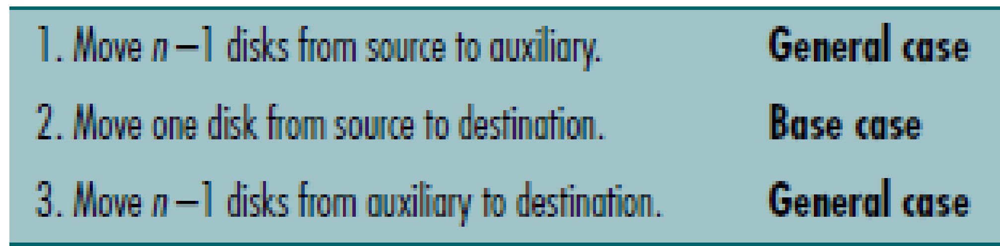 1. Move n – 1 disks from source to auxiliary. General case
2. Move one disk from source to destination. Base case
3. Move n – 1 disks from auxiliary to destination. General case